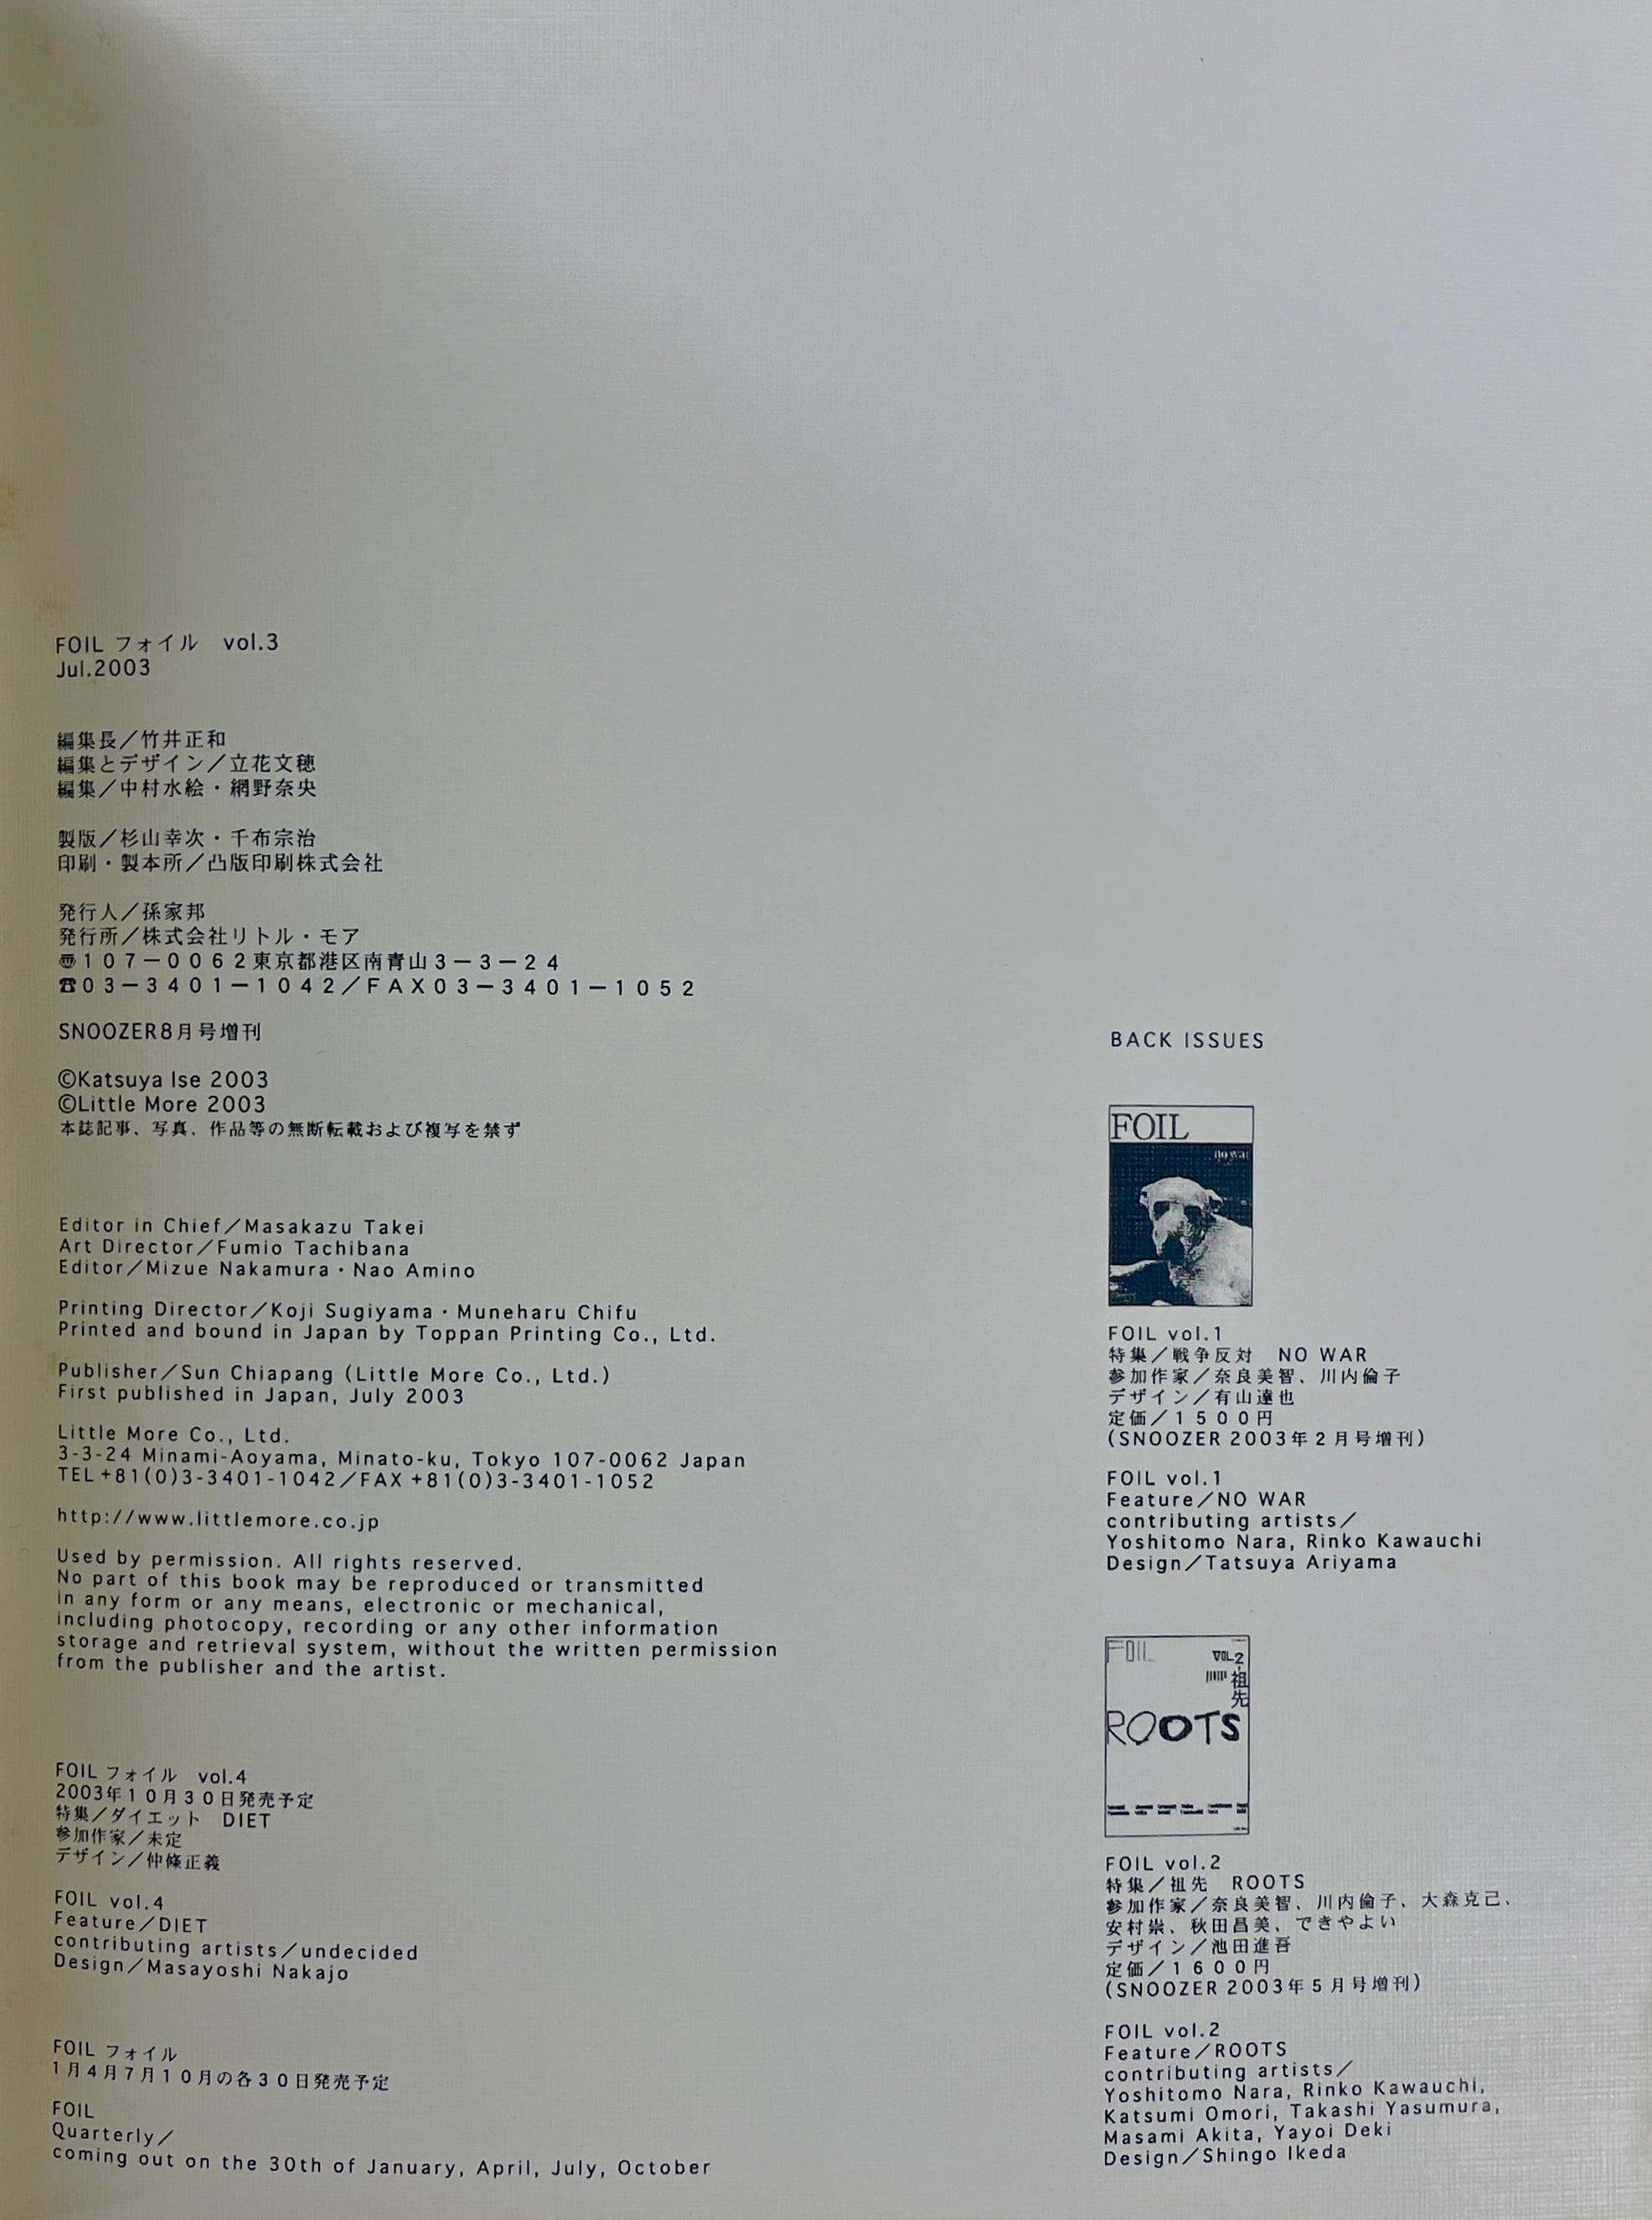 FOIL フォイル vol.3
Jul.2003
編集長／竹井正和
編集とデザイン／立花文穂
編集／中村水絵・網野奈央
製版／杉山幸次・千布宗治
印刷・製本所／凸版印刷株式会社
発行人／孫家邦
発行所／株式会社リトル・モア
〠１０７－００６２東京都港区南青山３－３－２４
☎０３－３４０１－１０４２／ＦＡＸ０３－３４０１－１０５２
SNOOZER8月号増刊
©Katsuya Ise 2003
©Little More 2003
本誌記事、写真、作品等の無断転載および複写を禁ず
Editor in Chief／Masakazu Takei
Art Director／Fumio Tachibana
Editor／Mizue Nakamura・Nao Amino
Printing Director／Koji Sugiyama・Muneharu Chifu
Printed and bound in Japan by Toppan Printing Co., Ltd.
Publisher／Sun Chiapang (Little More Co., Ltd.)
First published in Japan, July 2003
Little More Co., Ltd.
3-3-24 Minami-Aoyama, Minato-ku, Tokyo 107-0062 Japan
TEL +81(0)3-3401-1042／FAX +81(0)3-3401-1052
http://www.littlemore.co.jp
Used by permission. All rights reserved.
No part of this book may be reproduced or transmitted
in any form or any means, electronic or mechanical,
including photocopy, recording or any other information
storage and retrieval system, without the written permission
from the publisher and the artist.
FOIL フォイル vol.4
2003年１０月３０日発売予定
特集／ダイエット DIET
参加作家／未定
デザイン／仲條正義
FOIL vol.4
Feature／DIET
contributing artists／undecided
Design／Masayoshi Nakajo
FOIL フォイル
1月4月7月１０月の各３０日発売予定
FOIL
Quarterly／
coming out on the 30th of January, April, July, October
BACK ISSUES
FOIL
no war
FOIL vol.1
特集／戦争反対 NO WAR
参加作家／奈良美智、川内倫子
デザイン／有山達也
定価／１５００円
(SNOOZER 2003年２月号増刊)
FOIL vol.1
Feature／NO WAR
contributing artists／
Yoshitomo Nara, Rinko Kawauchi
Design／Tatsuya Ariyama
FOIL
VOL2
祖先
ROOTS
FOIL vol.2
特集／祖先 ROOTS
参加作家／奈良美智、川内倫子、大森克己、
安村崇、秋田昌美、できやよい
デザイン／池田進吾
定価／１６００円
(SNOOZER 2003年５月号増刊)
FOIL vol.2
Feature／ROOTS
contributing artists／
Yoshitomo Nara, Rinko Kawauchi,
Katsumi Omori, Takashi Yasumura,
Masami Akita, Yayoi Deki
Design／Shingo Ikeda